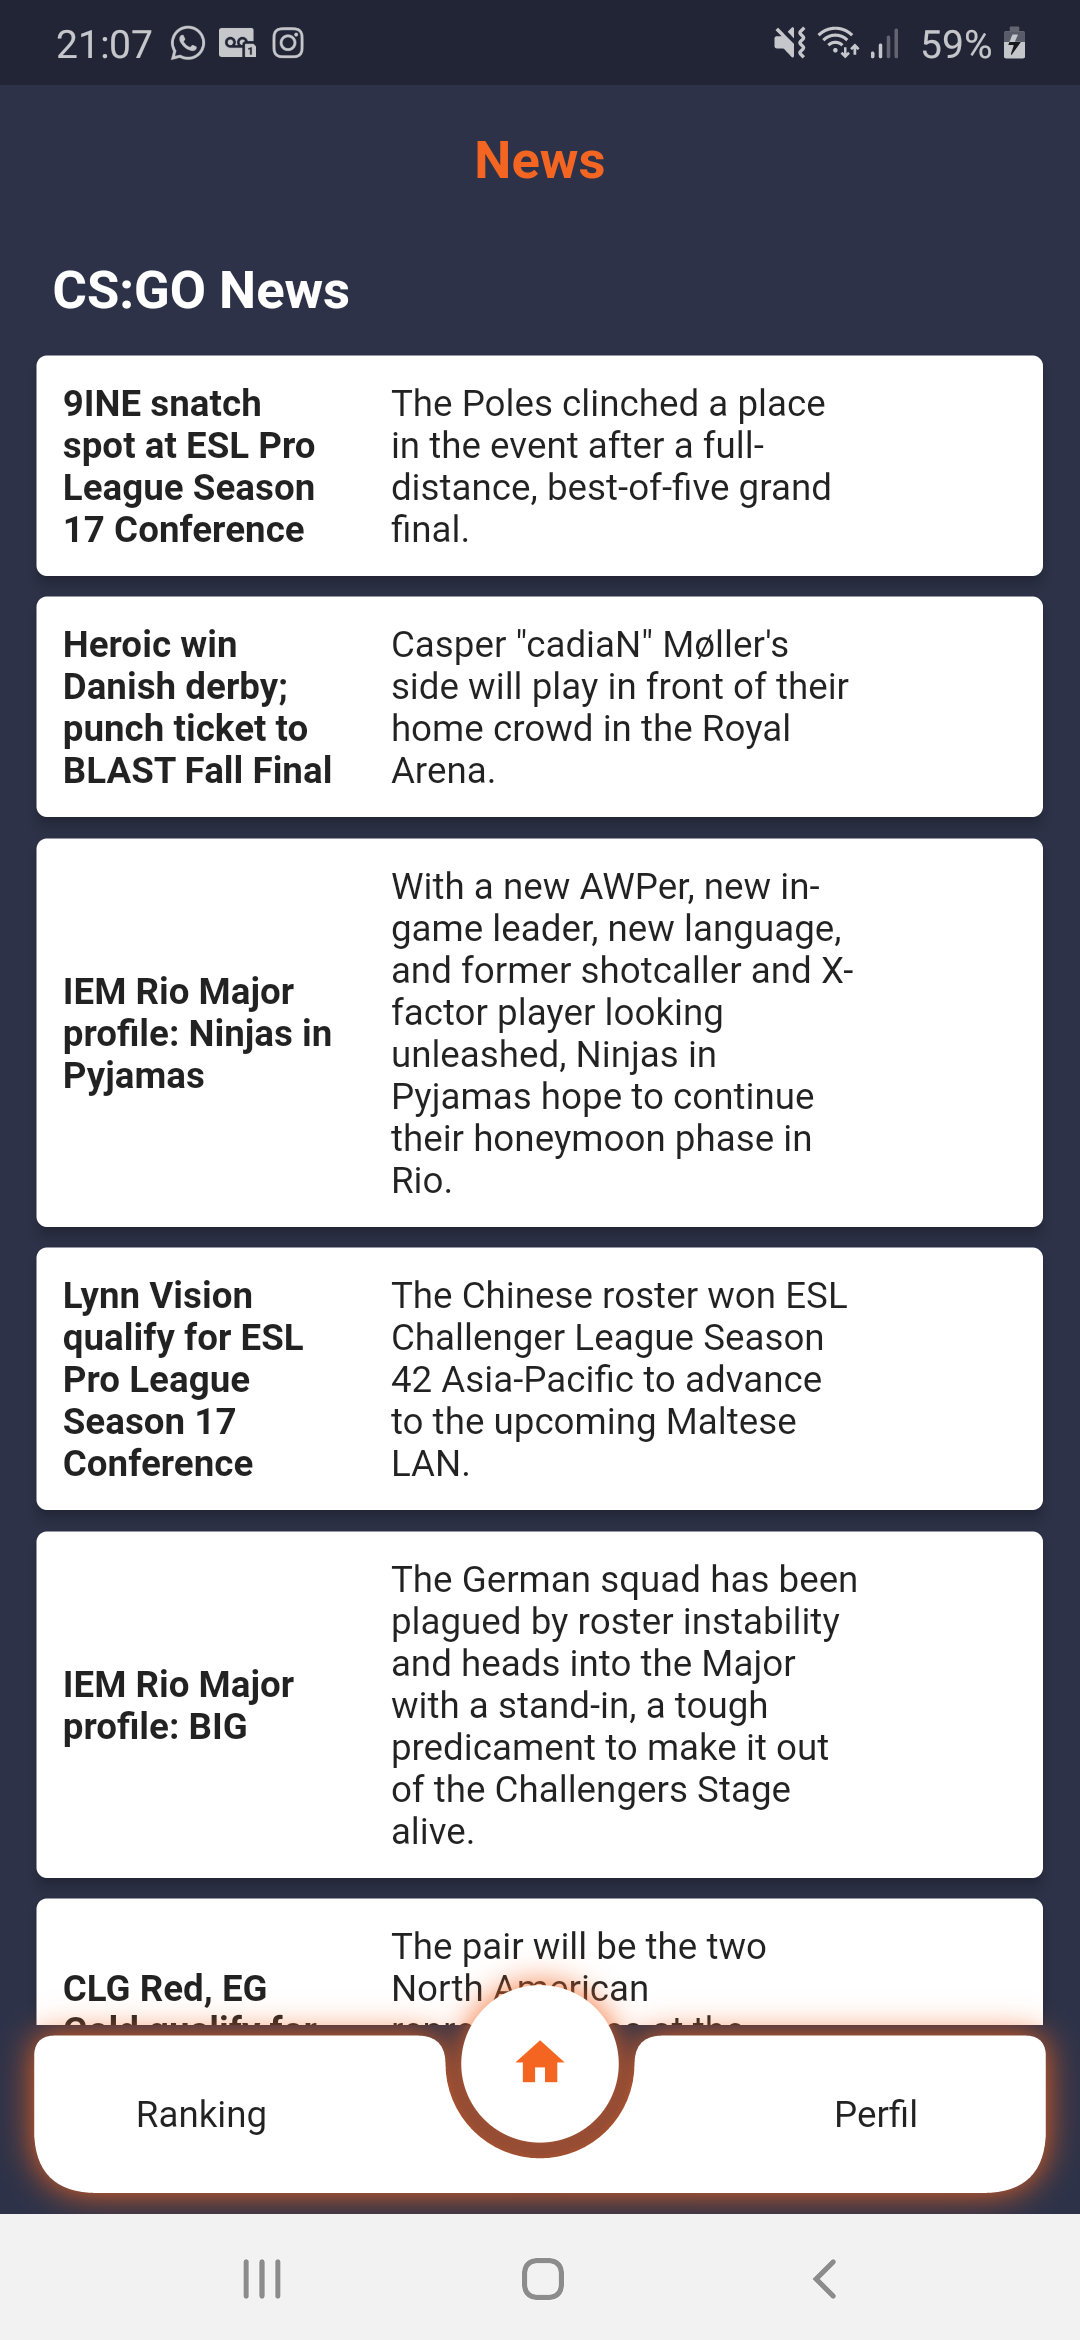 21:07
59%
News
CS:GO News
9INE snatch
spot at ESL Pro
League Season
17 Conference
The Poles clinched a place
in the event after a full-
distance, best-of-five grand
final.
Heroic win
Danish derby;
punch ticket to
BLAST Fall Final
Casper "cadiaN" Møller's
side will play in front of their
home crowd in the Royal
Arena.
IEM Rio Major
profile: Ninjas in
Pyjamas
With a new AWPer, new in-
game leader, new language,
and former shotcaller and X-
factor player looking
unleashed, Ninjas in
Pyjamas hope to continue
their honeymoon phase in
Rio.
Lynn Vision
qualify for ESL
Pro League
Season 17
Conference
The Chinese roster won ESL
Challenger League Season
42 Asia-Pacific to advance
to the upcoming Maltese
LAN.
IEM Rio Major
profile: BIG
The German squad has been
plagued by roster instability
and heads into the Major
with a stand-in, a tough
predicament to make it out
of the Challengers Stage
alive.
CLG Red, EG
Gold qualify for
The pair will be the two
North American
at the
Ranking
Perfil